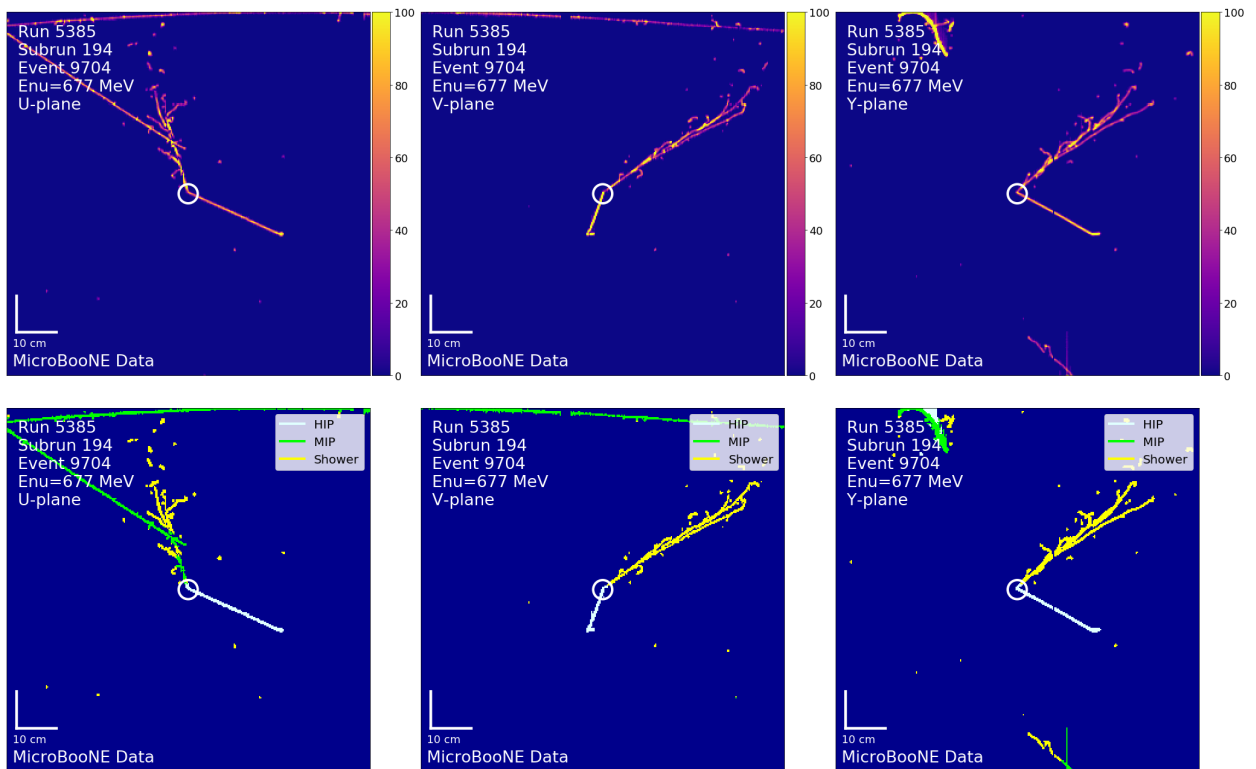 Run 5385
Subrun 194
Event 9704
Enu=677 MeV
U-plane
10 cm
MicroBooNE Data
100
80
60
40
20
0
Run 5385
Subrun 194
Event 9704
Enu=677 MeV
V-plane
10 cm
MicroBooNE Data
100
80
60
40
20
0
Run 5385
Subrun 194
Event 9704
Enu=677 MeV
Y-plane
10 cm
MicroBooNE Data
100
80
60
40
20
0
Run 5385
Subrun 194
Event 9704
Enu=677 MeV
U-plane
HIP
MIP
Shower
10 cm
MicroBooNE Data
Run 5385
Subrun 194
Event 9704
Enu=677 MeV
V-plane
HIP
MIP
Shower
10 cm
MicroBooNE Data
Run 5385
Subrun 194
Event 9704
Enu=677 MeV
Y-plane
HIP
MIP
Shower
10 cm
MicroBooNE Data